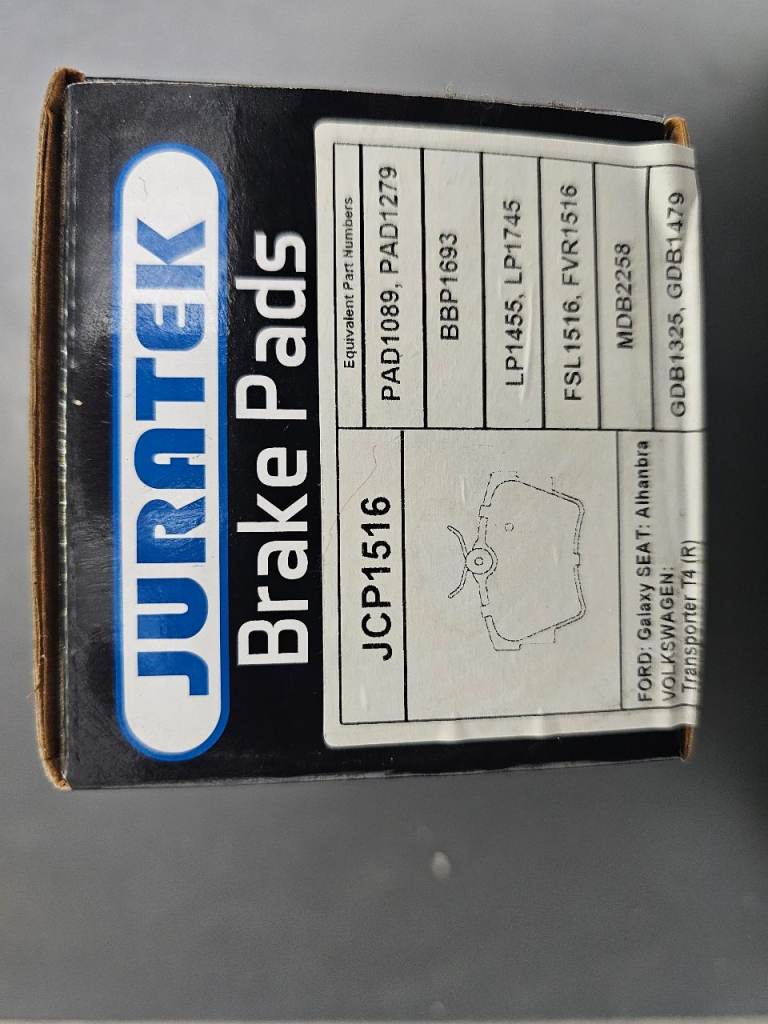 JURATEK
Brake Pads
JCP1516
FORD: Galaxy SEAT: Alhanbra
VOLKSWAGEN:
Transporter T4 (R)
Equivalent Part Numbers
PAD1089, PAD1279
BBP1693
LP1455, LP1745
FSL1516, FVR1516
MDB2258
GDB1325, GDB1479